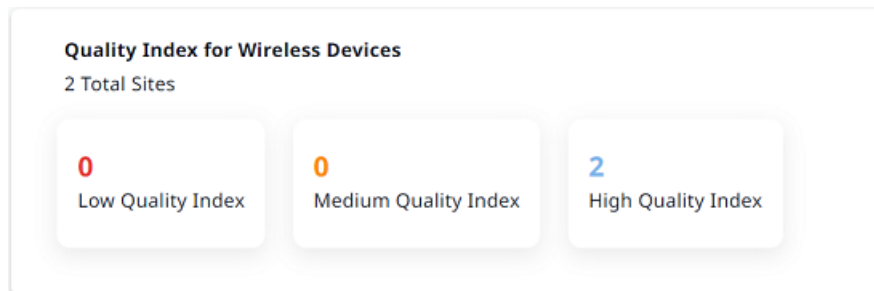 Quality Index for Wireless Devices
2 Total Sites
0
Low Quality Index
0
Medium Quality Index
2
High Quality Index